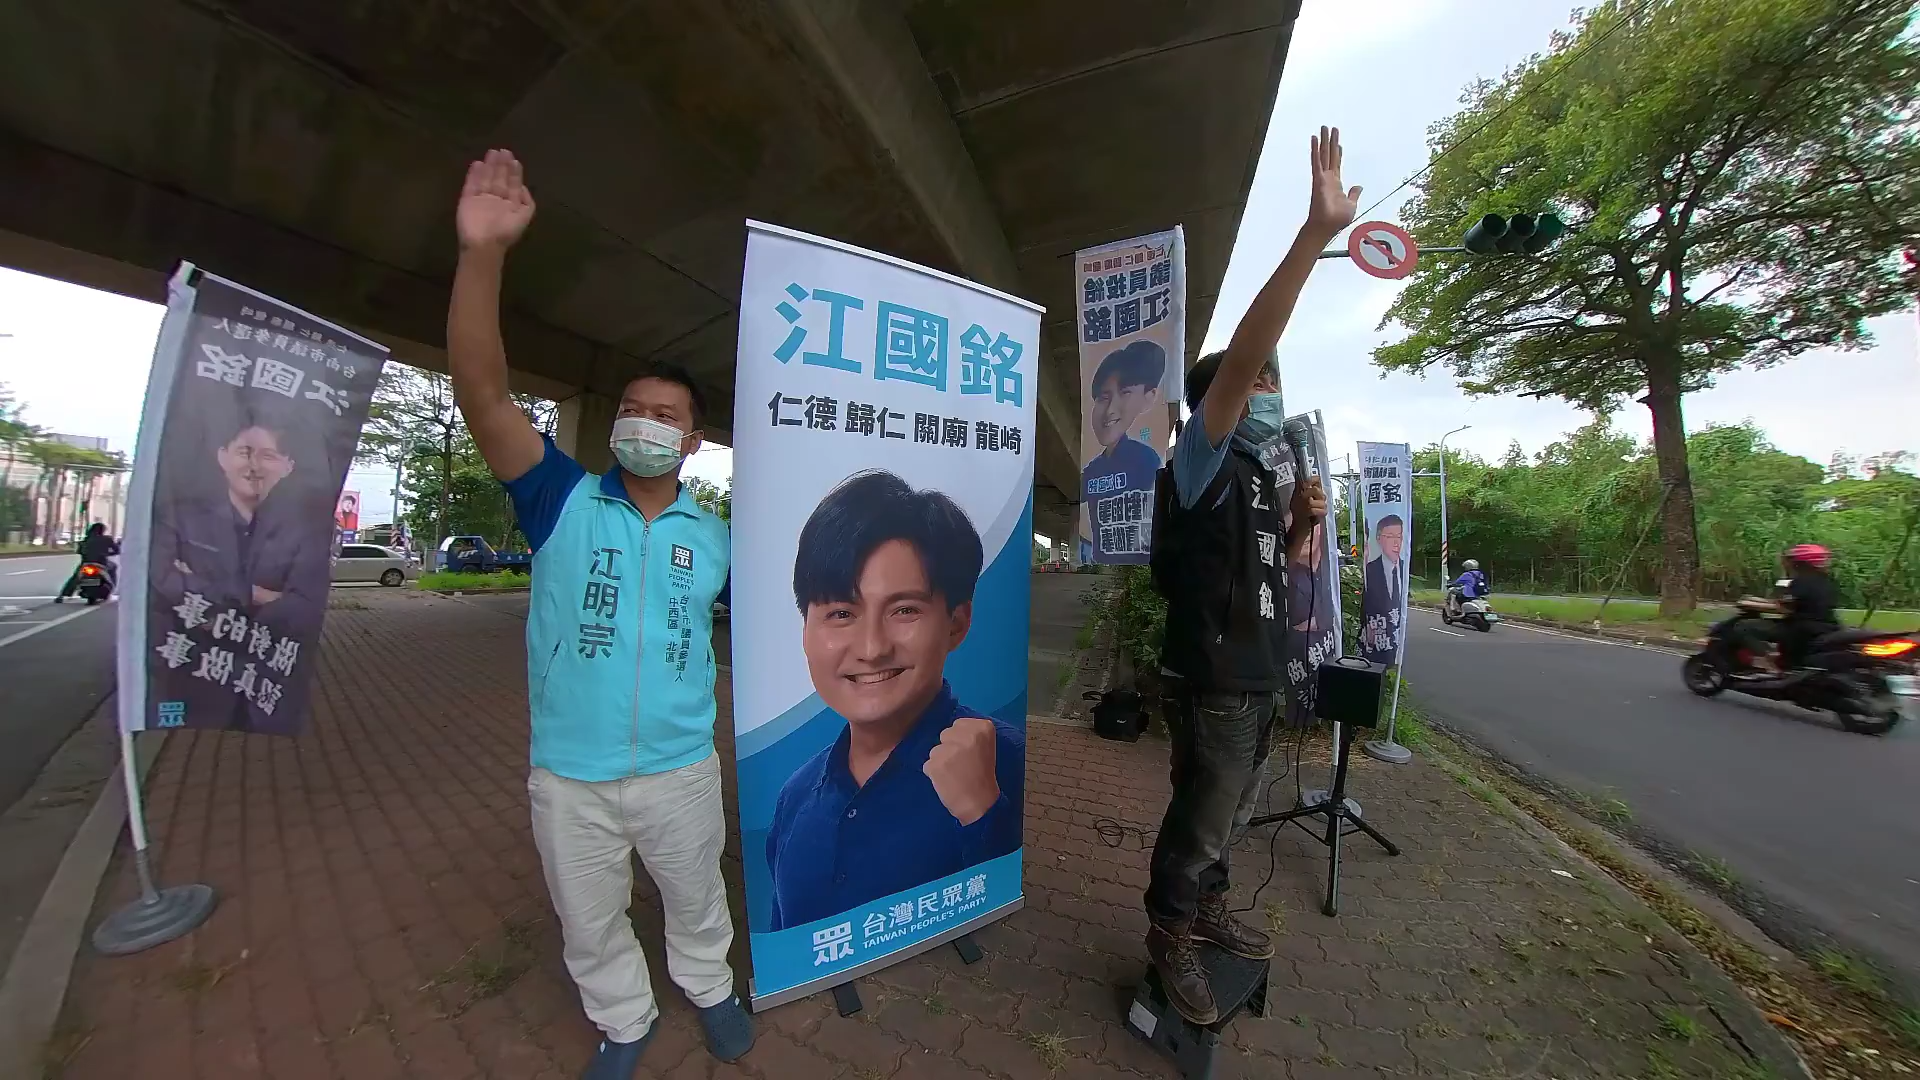 台南市議員參選人
江國銘
做對的事
認真做事
眾
江明宗
眾
TAIWAN
PEOPLE'S
PARTY
台南市議員參選人
中西區、北區
江國銘
仁德 歸仁 關廟 龍崎
眾 台灣民眾黨
TAIWAN PEOPLE'S PARTY
議員投給
江國銘
江國銘